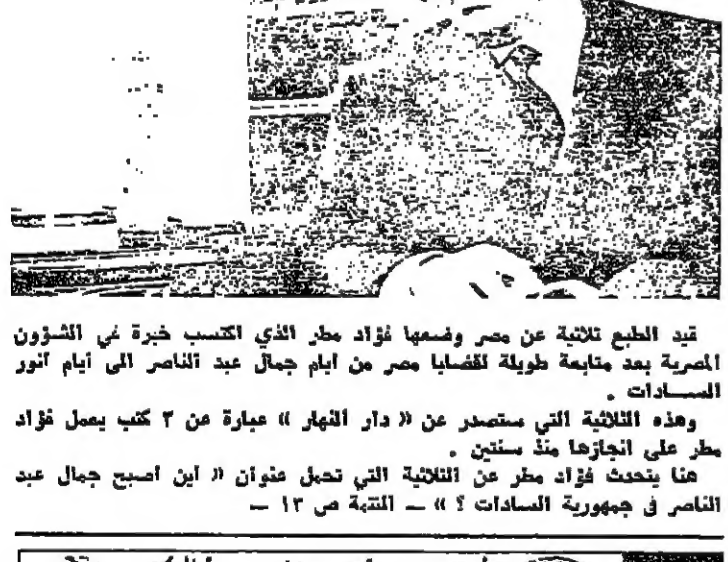 قيد الطبع ثلاثية عن مصر وضعها فؤاد مطر الذي اكتسب خبرة في الشؤون
المصرية بعد متابعة طويلة لقضايا مصر من ايام جمال عبد الناصر الى أيام أنور
الســـادات .
وهذه الثلاثية التي ستصدر عن « دار النهار » عبارة عن ٣ كتب يعمل فؤاد
مطر على انجازها منذ سنتين .
هنا يتحدث فؤاد مطر عن الثلاثية التي تحمل عنوان « اين اصبح جمال عبد
الناصر في جمهورية السادات ؟ » — التتمة ص ١٣ —